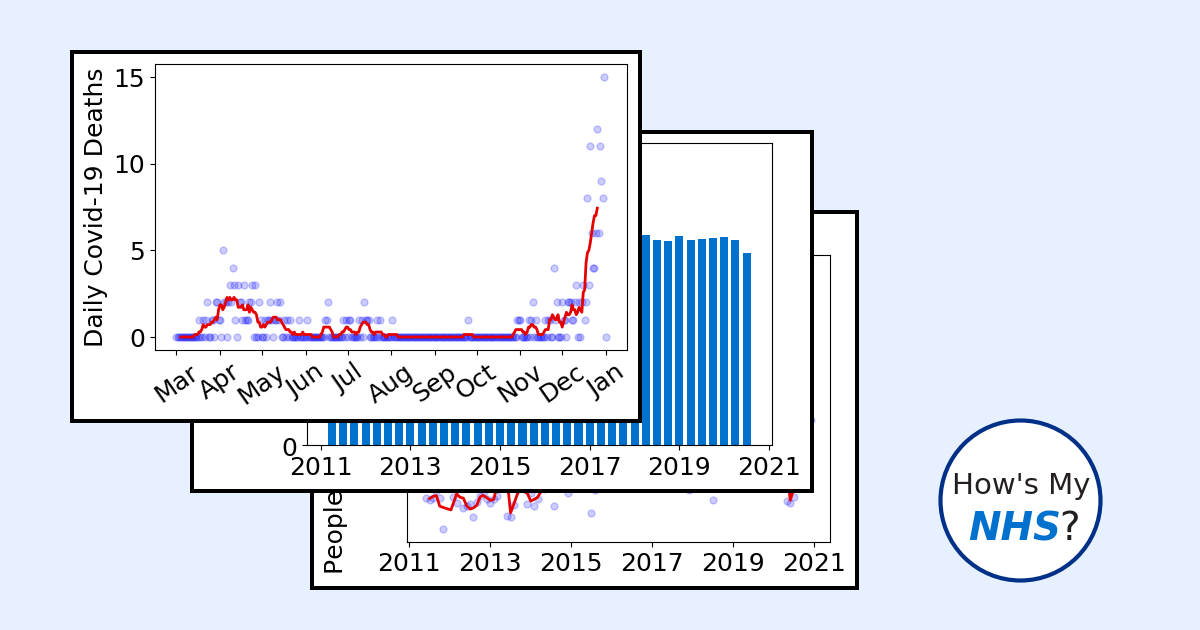 Daily Covid-19 Deaths
15
10
5
0
Mar Apr May Jun Jul Aug Sep Oct Nov Dec Jan
0
2011 2013 2015 2017 2019 2021
People
2011 2013 2015 2017 2019 2021
How's My
NHS?